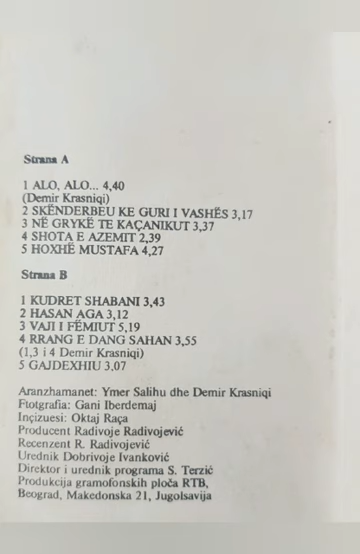 Strana A
1 ALO, ALO... 4,40
(Demir Krasniqi)
2 SKËNDERBEU KE GURI I VASHËS 3,17
3 NË GRYKË TE KAÇANIKUT 3,37
4 SHOTA E AZEMIT 2,39
5 HOXHË MUSTAFA 4,27
Strana B
1 KUDRET SHABANI 3,43
2 HASAN AGA 3,12
3 VAJI I FËMIUT 5,19
4 RRANG E DANG SAHAN 3,55
(1,3 i 4 Demir Krasniqi)
5 GAJDEXHIU 3,07
Aranzhamanet: Ymer Salihu dhe Demir Krasniqi
Ftotografia: Gani Iberdemaj
Inçizuesi: Oktaj Raça
Producent Radivoje Radivojević
Recenzent R. Radivojević
Urednik Dobrivoje Ivanković
Direktor i urednik programa S. Terzić
Produkcija gramofonskih ploča RTB,
Beograd, Makedonska 21, Jugolsavija